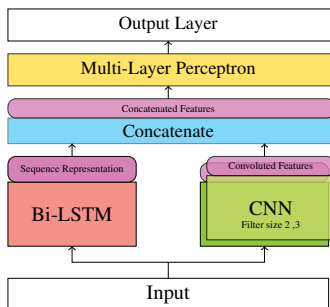 Output Layer
Multi-Layer Perceptron
Concatenated Features
Concatenate
Sequence Representation
Convoluted Features
Bi-LSTM
CNN
Filter size 2 ,3
Input